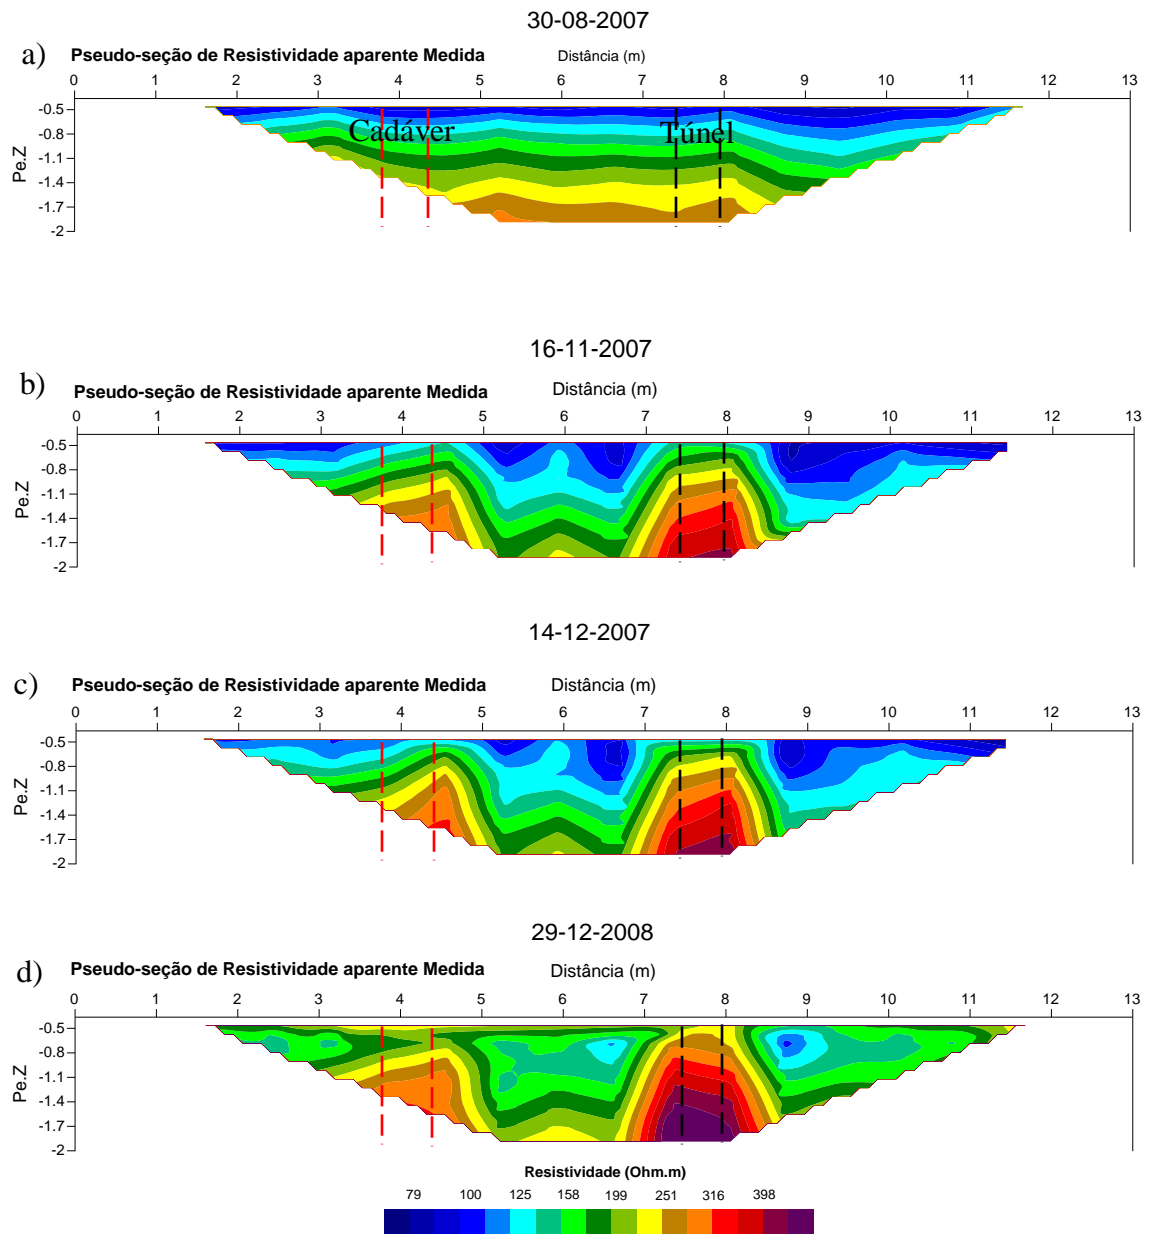 30-08-2007
a) Pseudo-seção de Resistividade aparente Medida Distância (m)
0 1 2 3 4 5 6 7 8 9 10 11 12 13
-0.5
-0.8
-1.1
-1.4
-1.7
-2
Pe.Z
Cadáver Túnel
16-11-2007
b) Pseudo-seção de Resistividade aparente Medida Distância (m)
0 1 2 3 4 5 6 7 8 9 10 11 12 13
-0.5
-0.8
-1.1
-1.4
-1.7
-2
Pe.Z
14-12-2007
c) Pseudo-seção de Resistividade aparente Medida Distância (m)
0 1 2 3 4 5 6 7 8 9 10 11 12 13
-0.5
-0.8
-1.1
-1.4
-1.7
-2
Pe.Z
29-12-2008
d) Pseudo-seção de Resistividade aparente Medida Distância (m)
0 1 2 3 4 5 6 7 8 9 10 11 12 13
-0.5
-0.8
-1.1
-1.4
-1.7
-2
Pe.Z
Resistividade (Ohm.m)
79 100 125 158 199 251 316 398